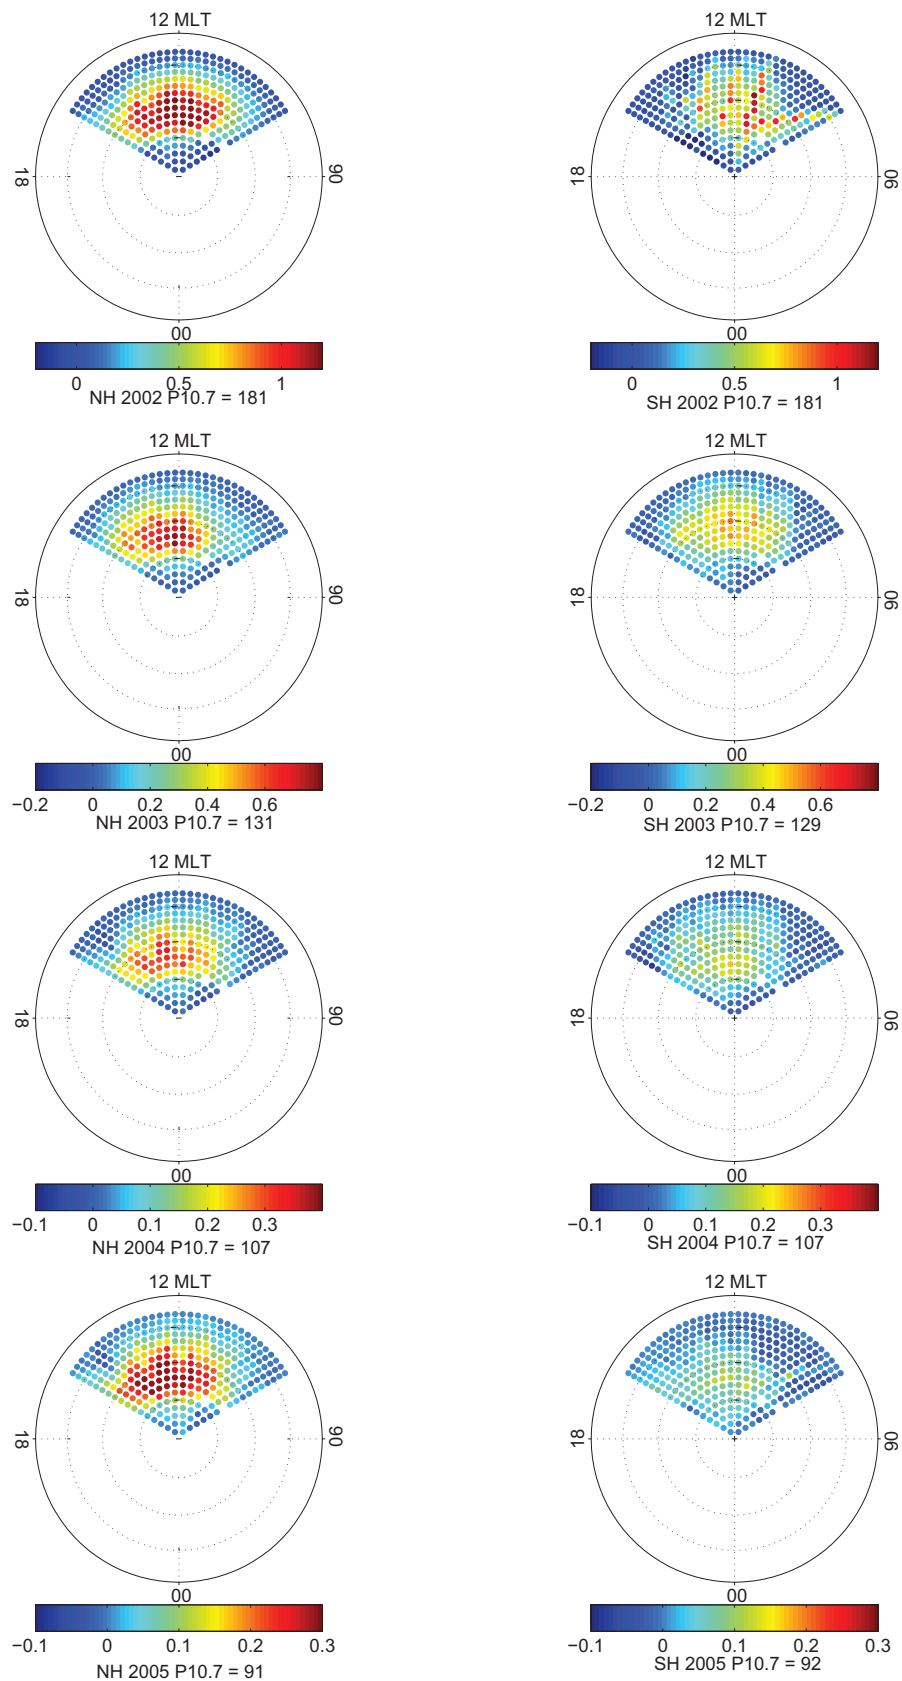 12 MLT
18
06
00
0 0.5 1
NH 2002 P10.7 = 181
12 MLT
18
06
00
0 0.5 1
SH 2002 P10.7 = 181
12 MLT
18
06
00
−0.2 0 0.2 0.4 0.6
NH 2003 P10.7 = 131
12 MLT
18
06
00
−0.2 0 0.2 0.4 0.6
SH 2003 P10.7 = 129
12 MLT
18
06
00
−0.1 0 0.1 0.2 0.3
NH 2004 P10.7 = 107
12 MLT
18
06
00
−0.1 0 0.1 0.2 0.3
SH 2004 P10.7 = 107
12 MLT
18
06
00
−0.1 0 0.1 0.2 0.3
NH 2005 P10.7 = 91
12 MLT
18
06
00
−0.1 0 0.1 0.2 0.3
SH 2005 P10.7 = 92